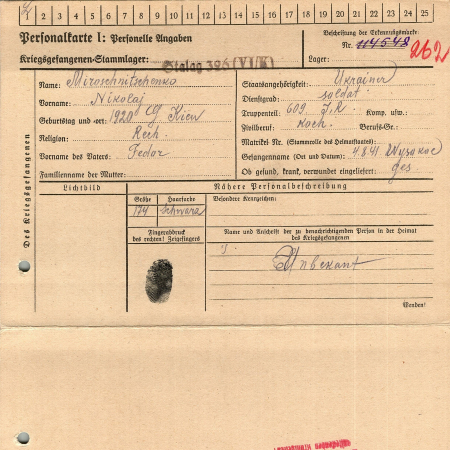 1 2 3 4 5 6 7 8 9 10 11 12 13 14 15 16 17 18 19 20 21 22 23 24 25
Personalkarte I: Personelle Angaben
Kriegsgefangenen-Stammlager: Stalag 326 (VI/K)
Beschriftung der Erkennungsmarke
Nr. 114548
Lager: 262
Des Kriegsgefangenen
Name: Miroschnitschenko
Vorname: Nikolaj
Geburtstag und -ort: 1920 G. Kiew
Religion:
Vorname des Vaters: Fedor
Familienname der Mutter:
Staatsangehörigkeit: Ukrainer
Dienstgrad: soldat
Truppenteil: 609 J.R. Komp. usw.:
Zivilberuf: Koch. Berufs-Gr.:
Matrikel Nr. (Stammrolle des Heimatstaates):
Gefangennahme (Ort und Datum): 4.8.41 Wysokoe
Ob gesund, krank, verwundet eingeliefert: ges
Lichtbild
Nähere Personalbeschreibung
Größe Haarfarbe Besondere Kennzeichen:
174 schwarz
Fingerabdruck
des rechten! Zeigefingers
Name und Anschrift der zu benachrichtigenden Person in der Heimat
des Kriegsgefangenen
Wenden!